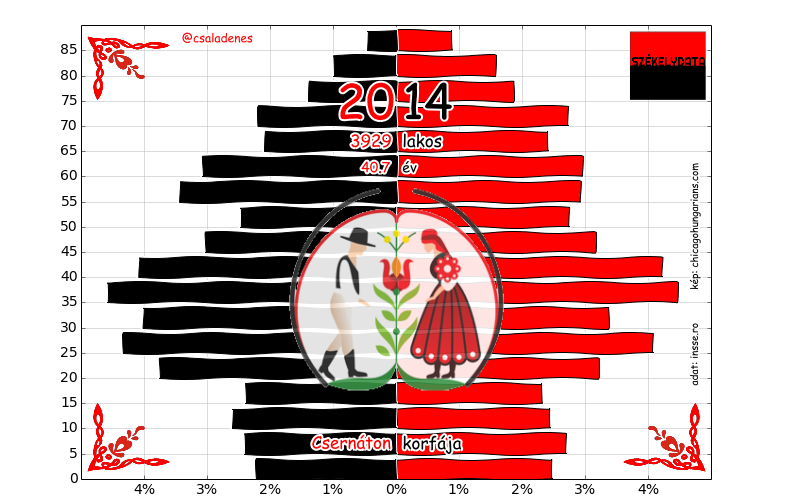 @csaladenes
SZÉKELYDATA
2014
3929 lakos
40.7 év
Csernáton korfája
kép: chicagohungarians.com
adat: insse.ro
85
80
75
70
65
60
55
50
45
40
35
30
25
20
15
10
5
0
4% 3% 2% 1% 0% 1% 2% 3% 4%